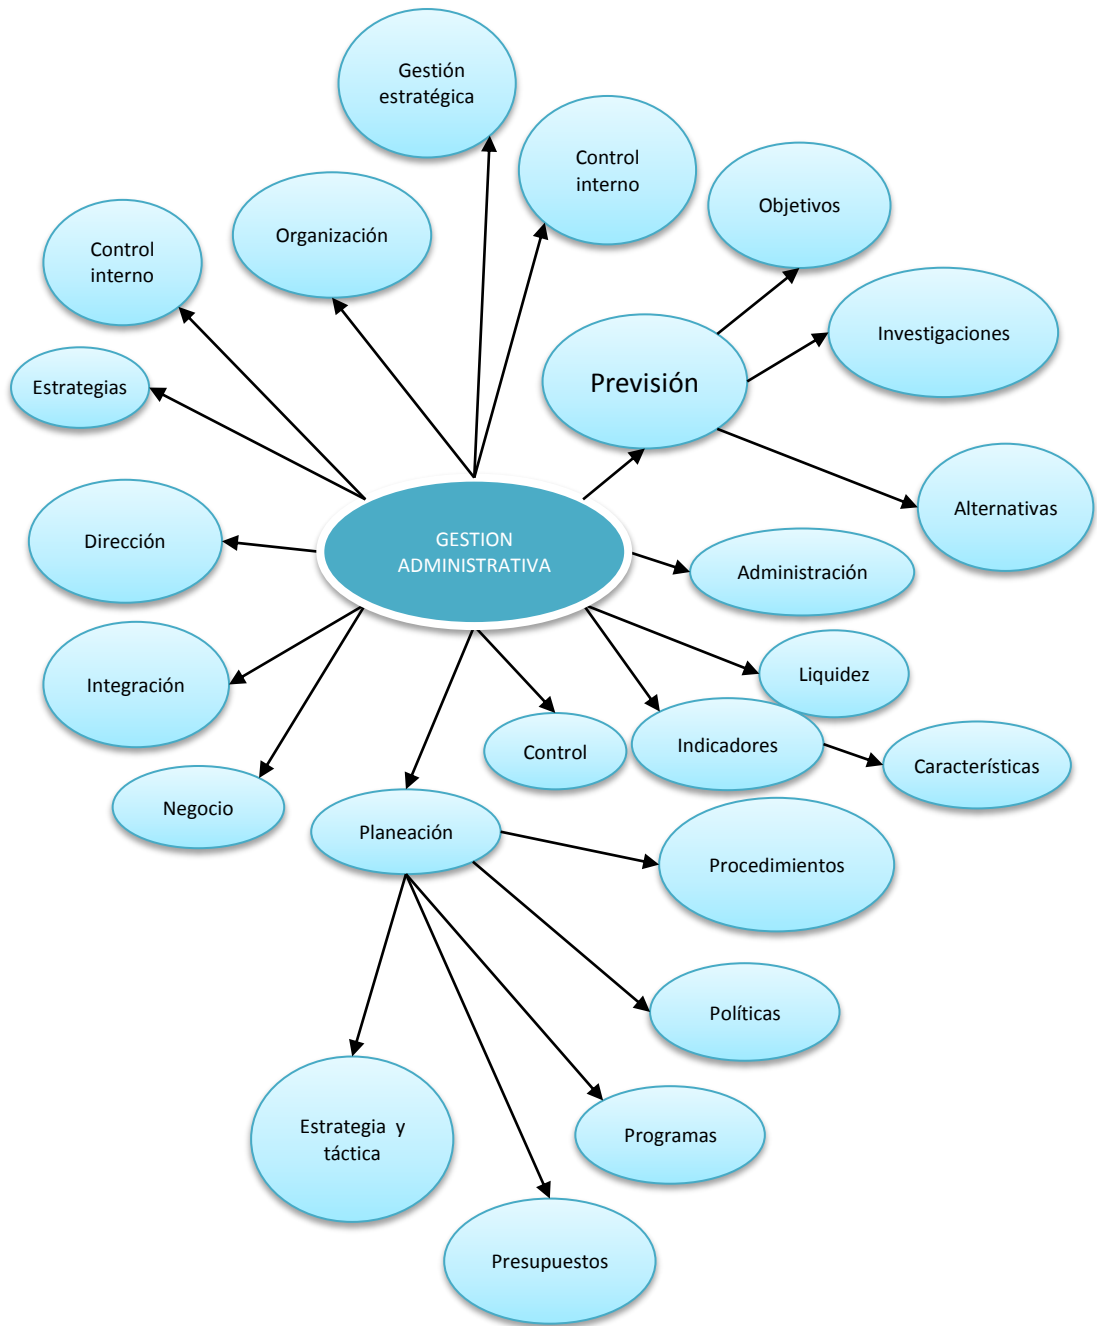 Gestión
estratégica
Control
interno
Objetivos
Organización
Control
interno
Investigaciones
Previsión
Estrategias
Alternativas
Dirección
GESTION
ADMINISTRATIVA
Administración
Integración
Liquidez
Control
Indicadores
Características
Negocio
Planeación
Procedimientos
Políticas
Estrategia y
táctica
Programas
Presupuestos